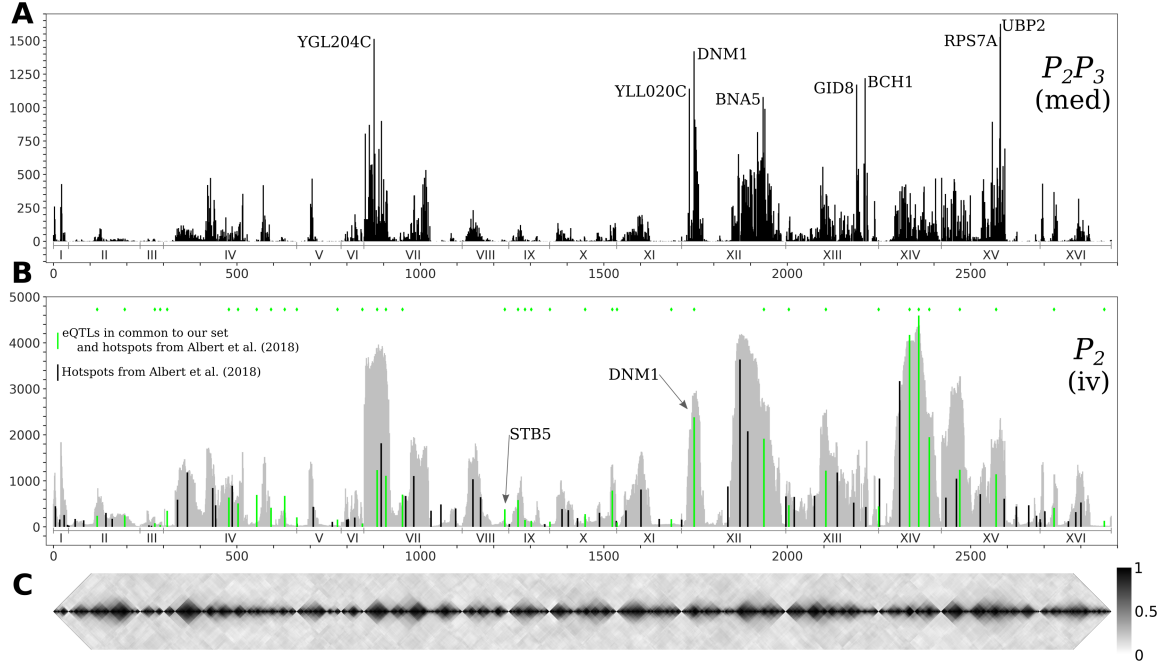 A
1500
1250
1000
750
500
250
0
YGL204C
YLL020C
DNM1
BNA5
GID8
BCH1
RPS7A
UBP2
P2P3
(med)
I II III IV V VI VII VIII IX X XI XII XIII XIV XV XVI
0 500 1000 1500 2000 2500
B
5000
4000
3000
2000
1000
0
eQTLs in common to our set
and hotspots from Albert et al. (2018)
Hotspots from Albert et al. (2018)
STB5
DNM1
P2
(iv)
I II III IV V VI VII VIII IX X XI XII XIII XIV XV XVI
0 500 1000 1500 2000 2500
C
1
0.5
0